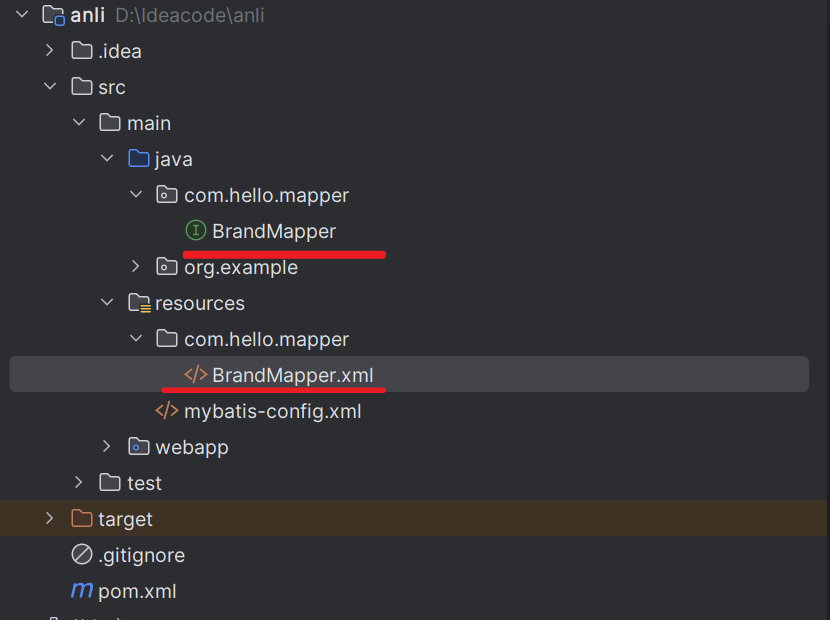 anli D:\Ideacode\anli
.idea
src
main
java
com.hello.mapper
BrandMapper
org.example
resources
com.hello.mapper
BrandMapper.xml
mybatis-config.xml
webapp
test
target
.gitignore
pom.xml